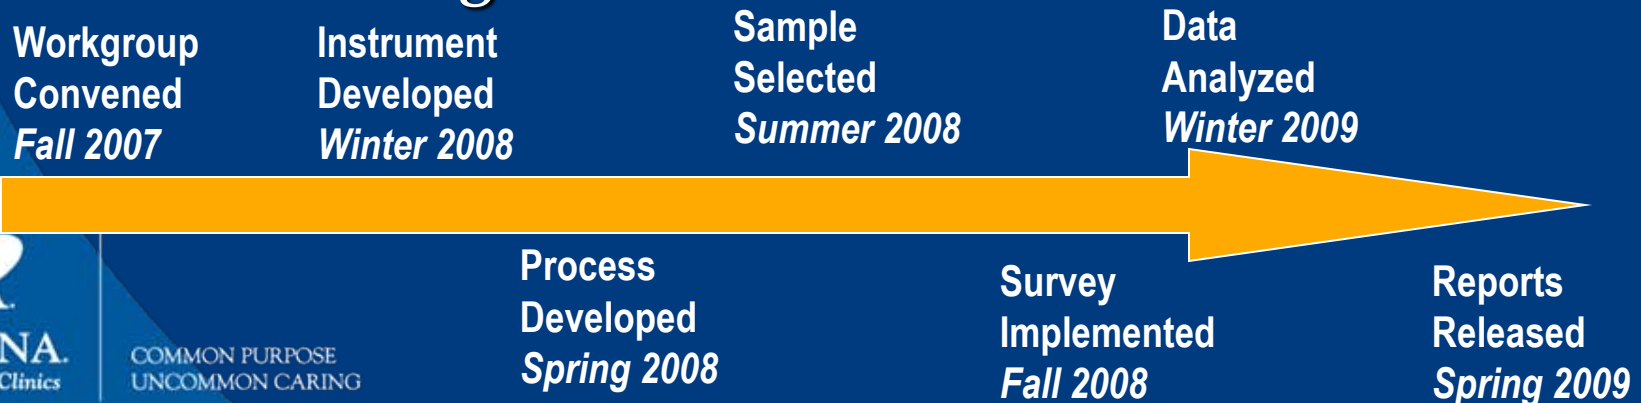 Workgroup
Convened
Fall 2007
Instrument
Developed
Winter 2008
Sample
Selected
Summer 2008
Data
Analyzed
Winter 2009
Process
Developed
Spring 2008
Survey
Implemented
Fall 2008
Reports
Released
Spring 2009
Clinics
COMMON PURPOSE
UNCOMMON CARING